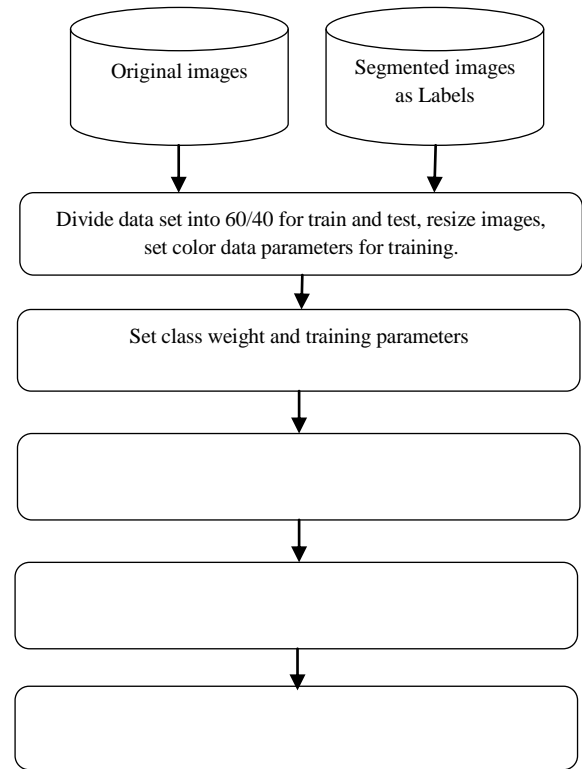 Original images
Segmented images
as Labels
Divide data set into 60/40 for train and test, resize images,
set color data parameters for training.
Set class weight and training parameters